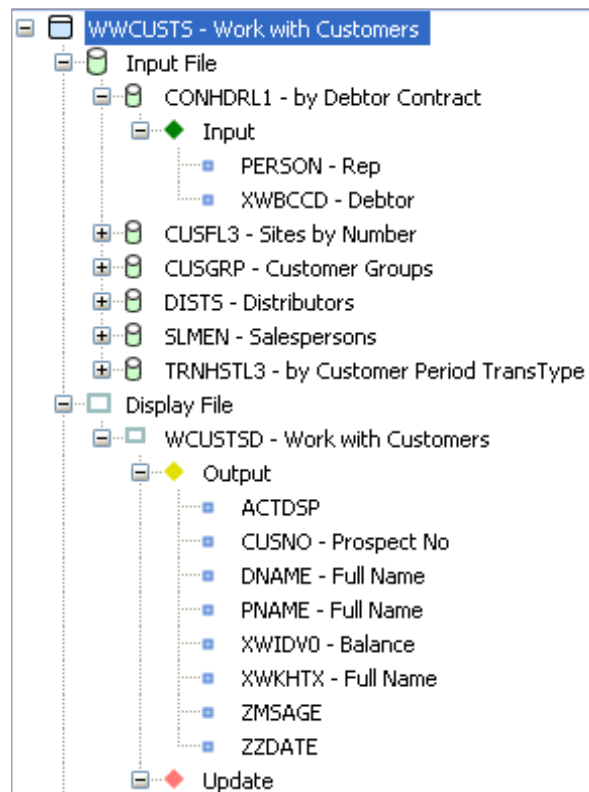 WWCUSTS - Work with Customers
Input File
CONHDRL1 - by Debtor Contract
Input
PERSON - Rep
XWBCCD - Debtor
CUSFL3 - Sites by Number
CUSGRP - Customer Groups
DISTS - Distributors
SLMEN - Salespersons
TRNHSTL3 - by Customer Period TransType
Display File
WCUSTSD - Work with Customers
Output
ACTDSP
CUSNO - Prospect No
DNAME - Full Name
PNAME - Full Name
XWIDV0 - Balance
XWKHTX - Full Name
ZMSAGE
ZZDATE
Update